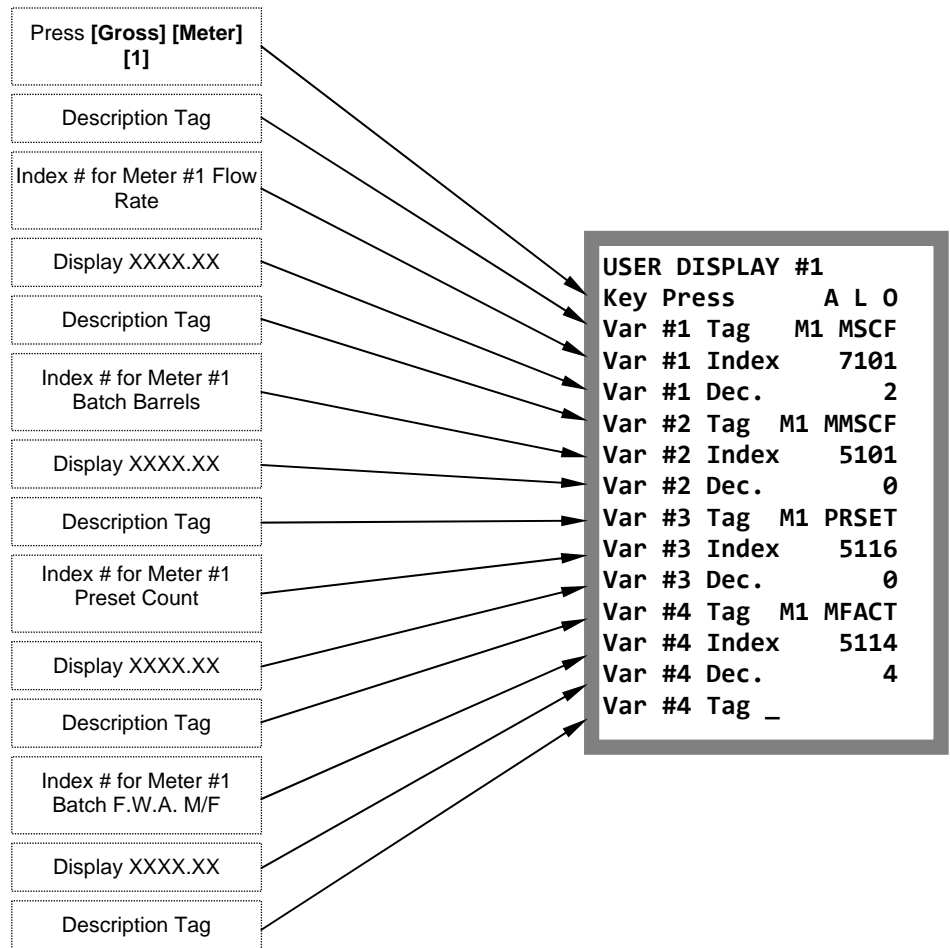 Press [Gross] [Meter]
[1]
Description Tag
Index # for Meter #1 Flow
Rate
Display XXXX.XX
Description Tag
Index # for Meter #1
Batch Barrels
Display XXXX.XX
Description Tag
Index # for Meter #1
Preset Count
Display XXXX.XX
Description Tag
Index # for Meter #1
Batch F.W.A. M/F
Display XXXX.XX
Description Tag
USER DISPLAY #1
Key Press A L O
Var #1 Tag M1 MSCF
Var #1 Index 7101
Var #1 Dec. 2
Var #2 Tag M1 MMSCF
Var #2 Index 5101
Var #2 Dec. 0
Var #3 Tag M1 PRSET
Var #3 Index 5116
Var #3 Dec. 0
Var #4 Tag M1 MFACT
Var #4 Index 5114
Var #4 Dec. 4
Var #4 Tag _